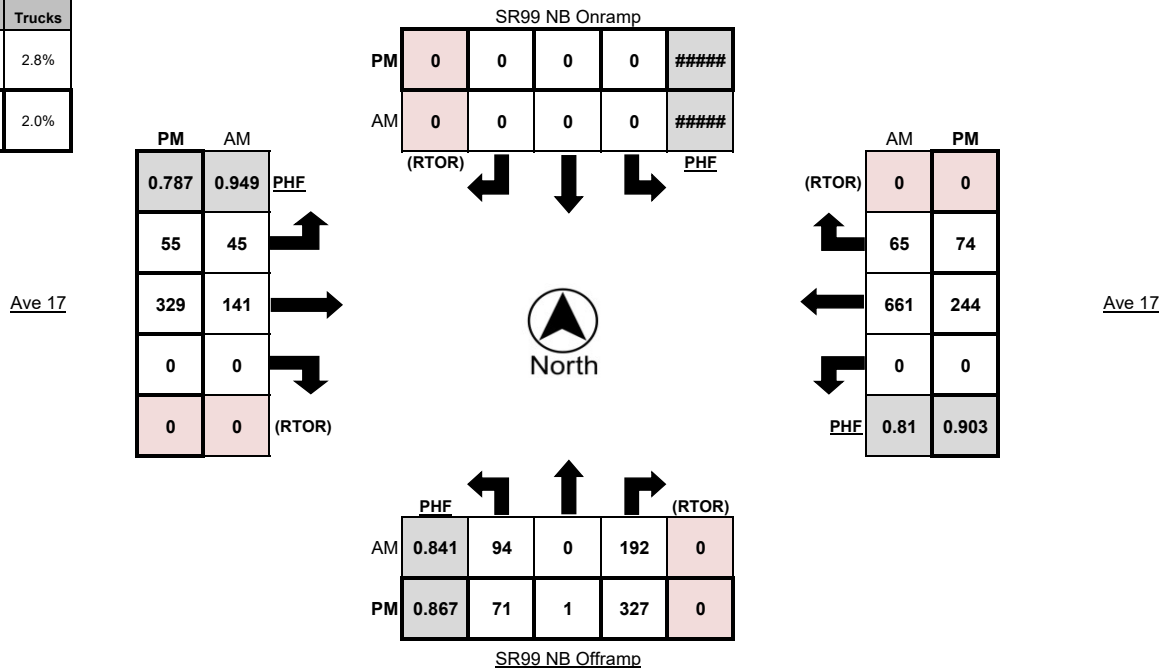 Trucks
2.8%
2.0%
SR99 NB Onramp
PM 0 0 0 0 #####
AM 0 0 0 0 #####
(RTOR) PHF
PM AM
0.787 0.949 PHF
55 45
329 141
0 0
0 0 (RTOR)
Ave 17
North
AM PM
(RTOR) 0 0
65 74
661 244
0 0
PHF 0.81 0.903
Ave 17
PHF (RTOR)
AM 0.841 94 0 192 0
PM 0.867 71 1 327 0
SR99 NB Offramp